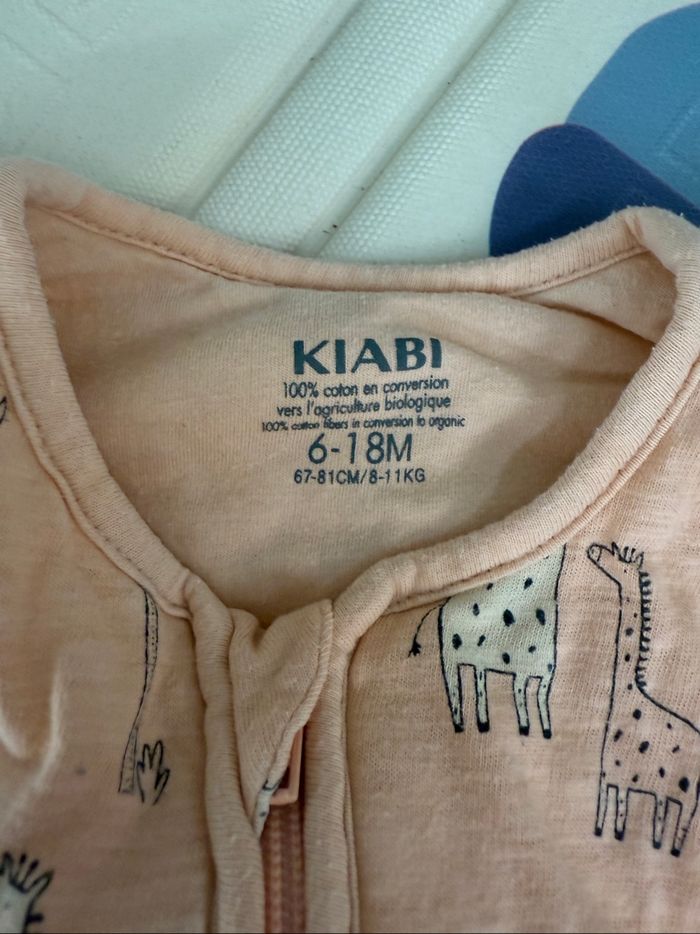 KIABI
100% coton en conversion
vers l'agriculture biologique
100% cotton fibers in conversion to organic
6-18M
67-81CM/8-11KG